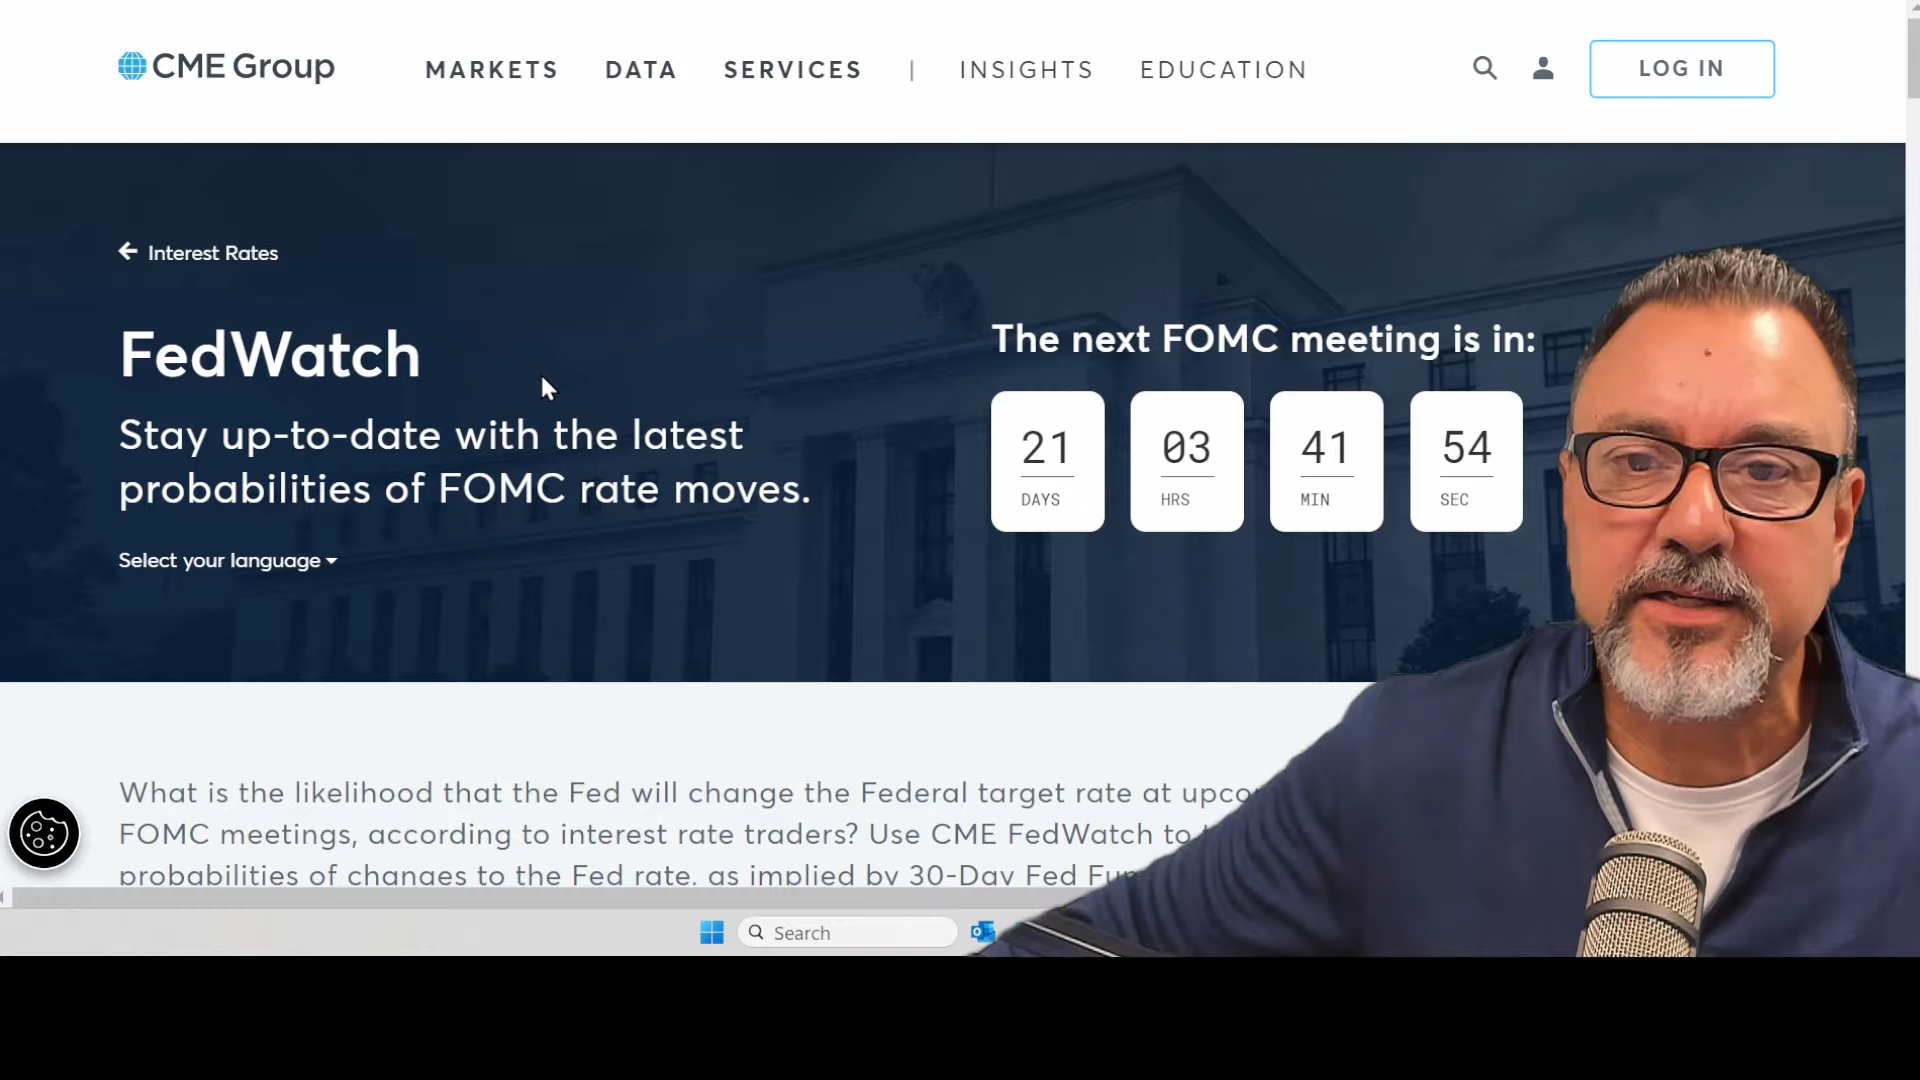 CME Group
MARKETS DATA SERVICES | INSIGHTS EDUCATION
LOG IN
Interest Rates
FedWatch
Stay up-to-date with the latest
probabilities of FOMC rate moves.
Select your language
The next FOMC meeting is in:
21 03 41 54
DAYS HRS MIN SEC
What is the likelihood that the Fed will change the Federal target rate at
FOMC meetings, according to interest rate traders? Use CME FedWatch to
probabilities of changes to the Fed rate, as implied by 30-Day Fed
Search